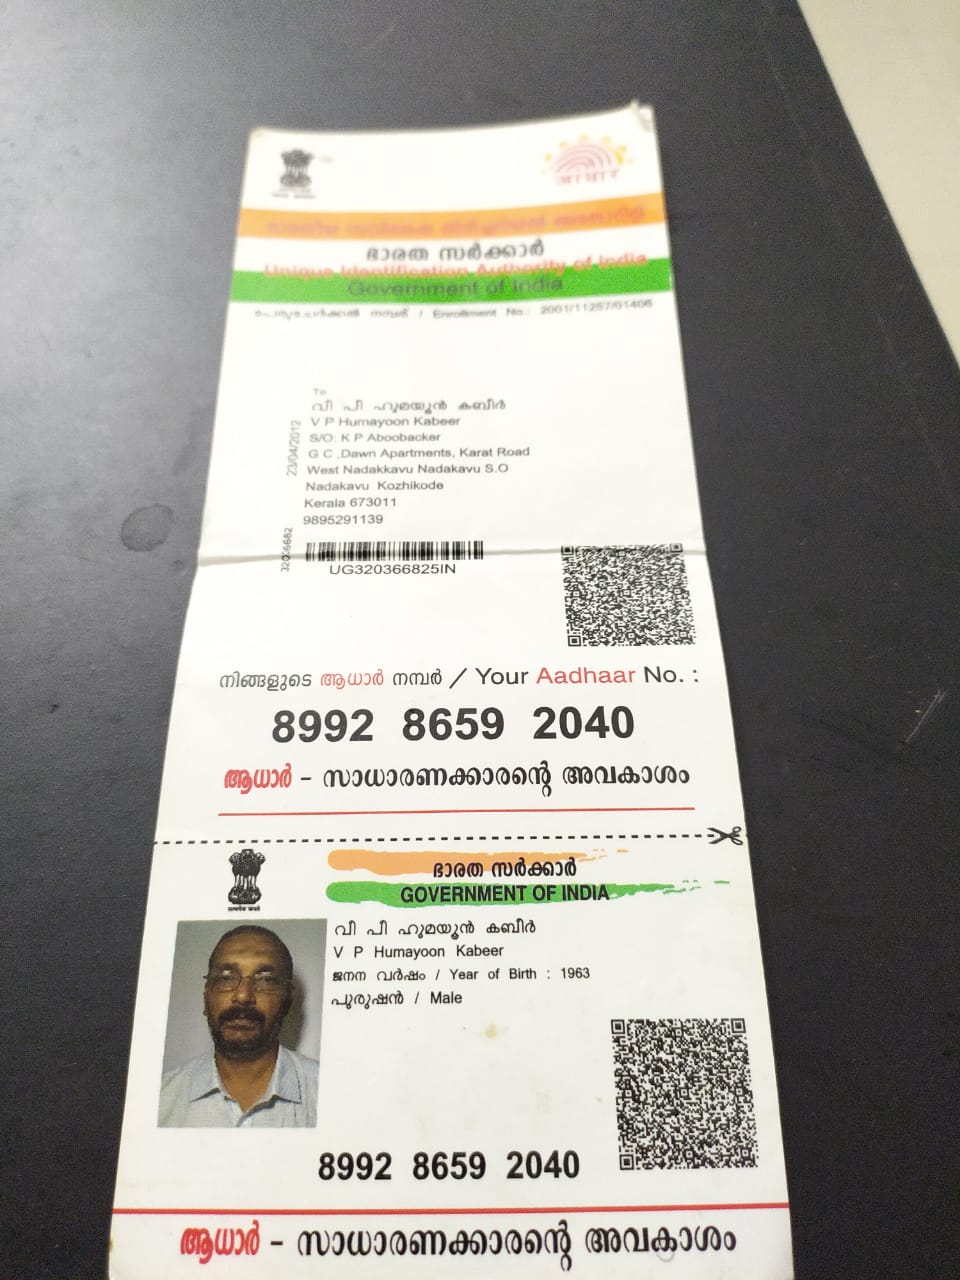 ഭാരത സർക്കാർ
Unique Identification Authority of India
Government of India
നമ്പർ / Enrollment No.: 2001/11257/01406
To
വീ പീ ഹുമയൂൻ കബീർ
V P Humayoon Kabeer
S/O: K P Aboobacker
G C ,Dawn Apartments, Karat Road
West Nadakkavu Nadakavu S.O
Nadakavu Kozhikode
Kerala 673011
9895291139
23/04/2012
UG320366825IN
നിങ്ങളുടെ ആധാർ നമ്പർ / Your Aadhaar No. :
8992 8659 2040
ആധാർ - സാധാരണക്കാരന്റെ അവകാശം
ഭാരത സർക്കാർ
GOVERNMENT OF INDIA
വീ പീ ഹുമയൂൻ കബീർ
V P Humayoon Kabeer
ജനന വർഷം / Year of Birth : 1963
പുരുഷൻ / Male
8992 8659 2040
ആധാർ - സാധാരണക്കാരന്റെ അവകാശം